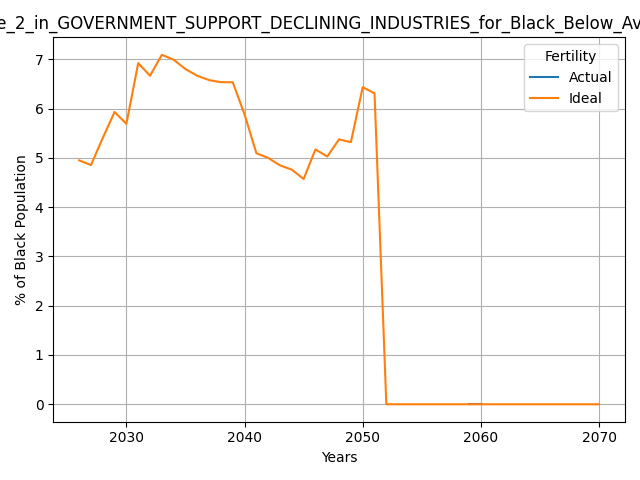 e_2_in_GOVERNMENT_SUPPORT_DECLINING_INDUSTRIES_for_Black_Below_Av
Fertility
Actual
Ideal
% of Black Population
7
6
5
4
3
2
1
0
2030 2040 2050 2060 2070
Years